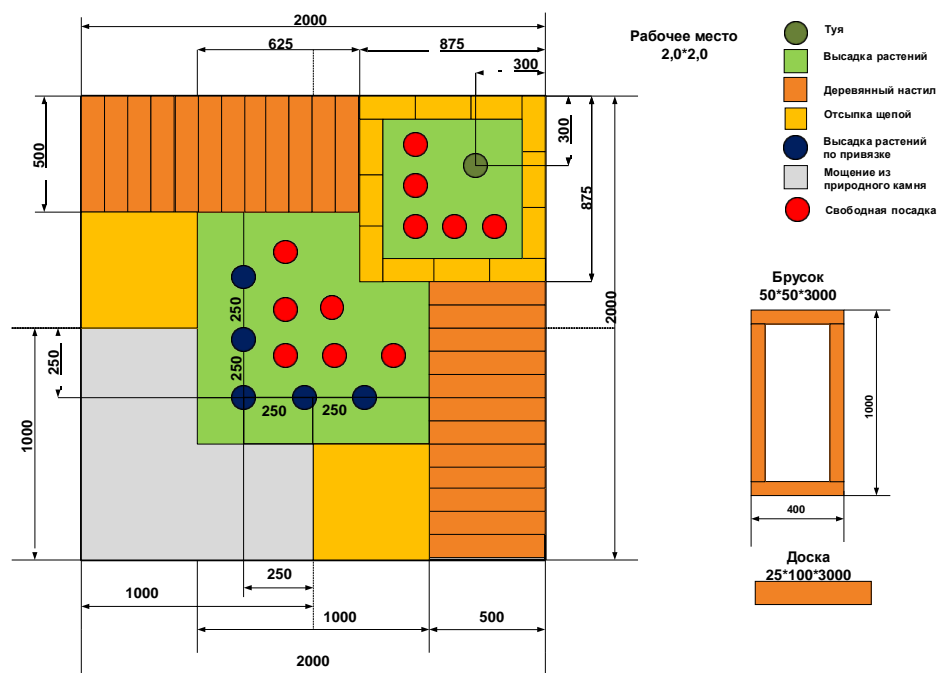 2000
625
875
300
300
500
875
2000
250
250
250
250
250
1000
250
1000
1000
500
2000
Рабочее место
2,0*2,0
Туя
Высадка растений
Деревянный настил
Отсыпка щепой
Высадка растений
по привязке
Мощение из
природного камня
Свободная посадка
Брусок
50*50*3000
1000
400
Доска
25*100*3000